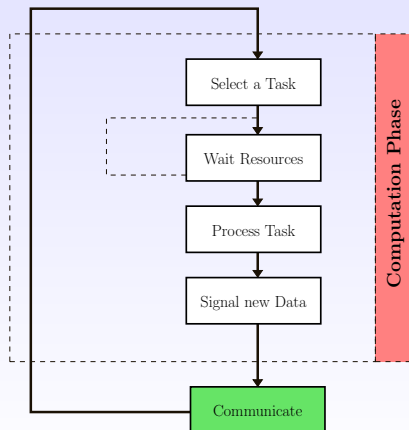 Select a Task
Wait Resources
Process Task
Signal new Data
Communicate
Computation Phase